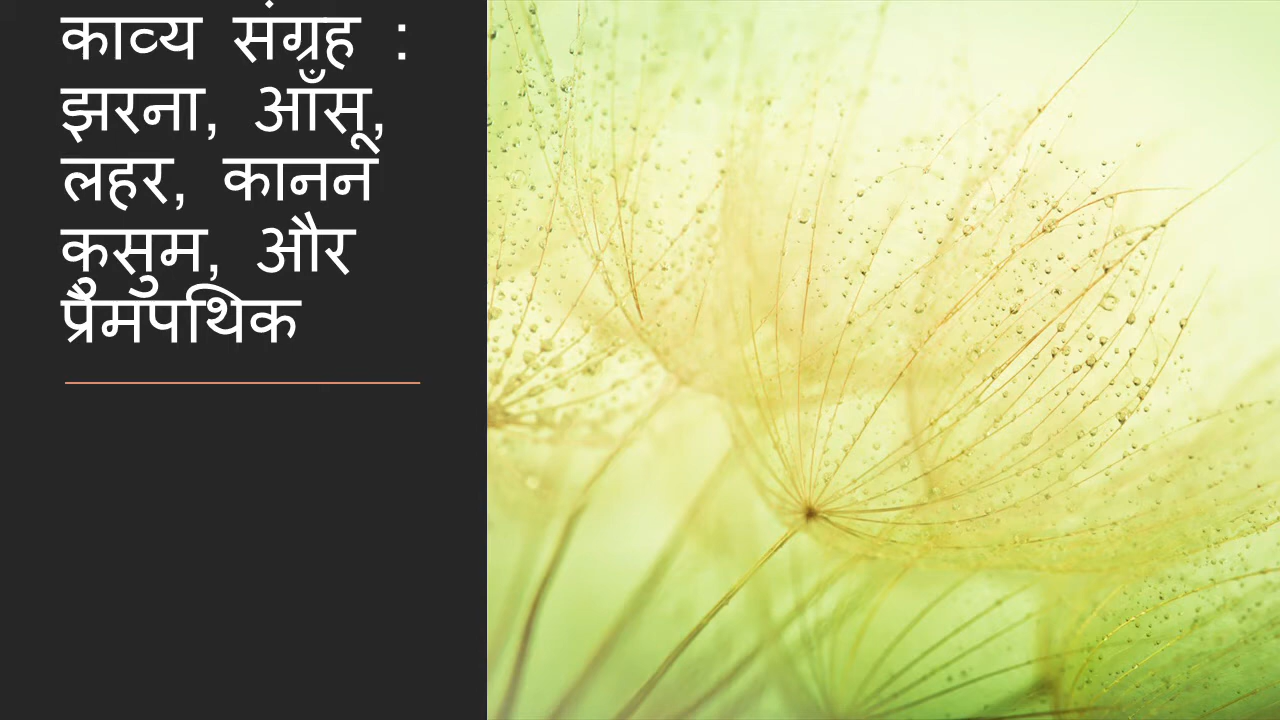 काव्य संग्रह :
झरना, आँसू,
लहर, कानन
कुसुम, और
प्रेमपथिक